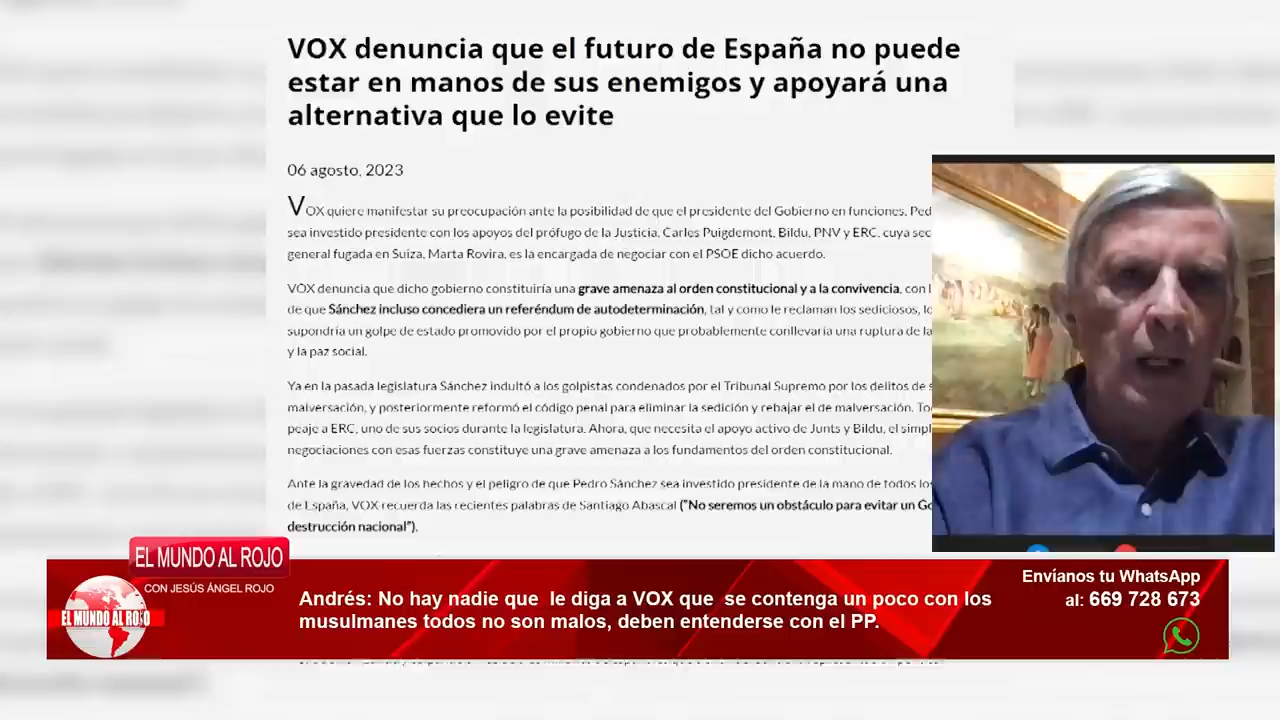 VOX denuncia que el futuro de España no puede
estar en manos de sus enemigos y apoyará una
alternativa que lo evite
06 agosto, 2023
VOX quiere manifestar su preocupación ante la posibilidad de que el presidente del Gobierno en funciones, Ped
sea investido presidente con los apoyos del prófugo de la Justicia, Carles Puigdemont, Bildu, PNV y ERC, cuya sec
general fugada en Suiza, Marta Rovira, es la encargada de negociar con el PSOE dicho acuerdo.
VOX denuncia que dicho gobierno constituiría una grave amenaza al orden constitucional y a la convivencia, con l
de que Sánchez incluso concediera un referéndum de autodeterminación, tal y como le reclaman los sediciosos, lo
supondría un golpe de estado promovido por el propio gobierno que probablemente conllevaría una ruptura de la
y la paz social.
Ya en la pasada legislatura Sánchez indultó a los golpistas condenados por el Tribunal Supremo por los delitos de s
malversación, y posteriormente reformó el código penal para eliminar la sedición y rebajar el de malversación. To
peaje a ERC, uno de sus socios durante la legislatura. Ahora, que necesita el apoyo activo de Junts y Bildu, el simpl
negociaciones con esas fuerzas constituye una grave amenaza a los fundamentos del orden constitucional.
Ante la gravedad de los hechos y el peligro de que Pedro Sánchez sea investido presidente de la mano de todos los
de España, VOX recuerda las recientes palabras de Santiago Abascal ("No seremos un obstáculo para evitar un Go
destrucción nacional").
EL MUNDO AL ROJO
CON JESÚS ÁNGEL ROJO
EL MUNDO AL ROJO
Andrés: No hay nadie que le diga a VOX que se contenga un poco con los
musulmanes todos no son malos, deben entenderse con el PP.
Envíanos tu WhatsApp
al: 669 728 673